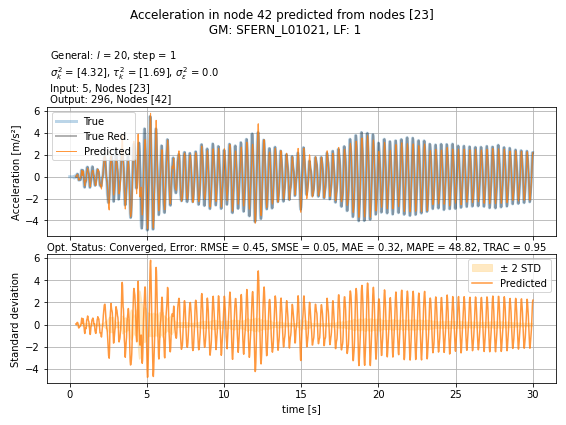 Acceleration in node 42 predicted from nodes [23]
GM: SFERN_L01021, LF: 1
General: l = 20, step = 1
σ²ₖ = [4.32], τ²ₖ = [1.69], σ²ε = 0.0
Input: 5, Nodes [23]
Output: 296, Nodes [42]
6
4
2
0
−2
−4
Acceleration [m/s²]
True
True Red.
Predicted
Opt. Status: Converged, Error: RMSE = 0.45, SMSE = 0.05, MAE = 0.32, MAPE = 48.82, TRAC = 0.95
6
4
2
0
−2
−4
Standard deviation
± 2 STD
Predicted
0 5 10 15 20 25 30
time [s]